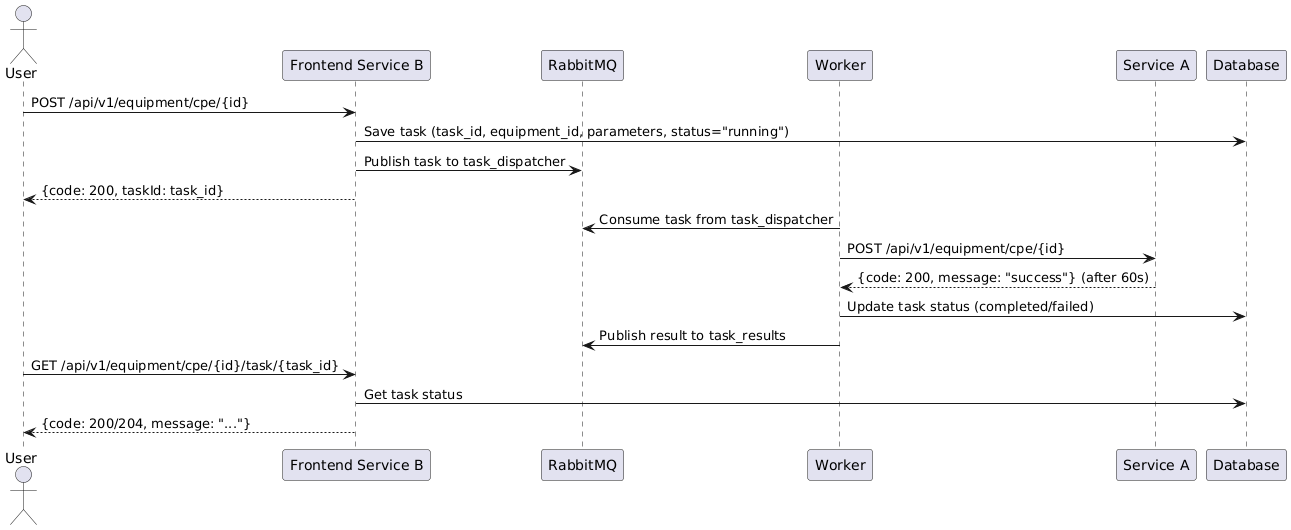 User
Frontend Service B
RabbitMQ
Worker
Service A
Database
POST /api/v1/equipment/cpe/{id}
Save task (task_id, equipment_id, parameters, status="running")
Publish task to task_dispatcher
{code: 200, taskId: task_id}
Consume task from task_dispatcher
POST /api/v1/equipment/cpe/{id}
{code: 200, message: "success"} (after 60s)
Update task status (completed/failed)
Publish result to task_results
GET /api/v1/equipment/cpe/{id}/task/{task_id}
Get task status
{code: 200/204, message: "..."}
User
Frontend Service B
RabbitMQ
Worker
Service A
Database